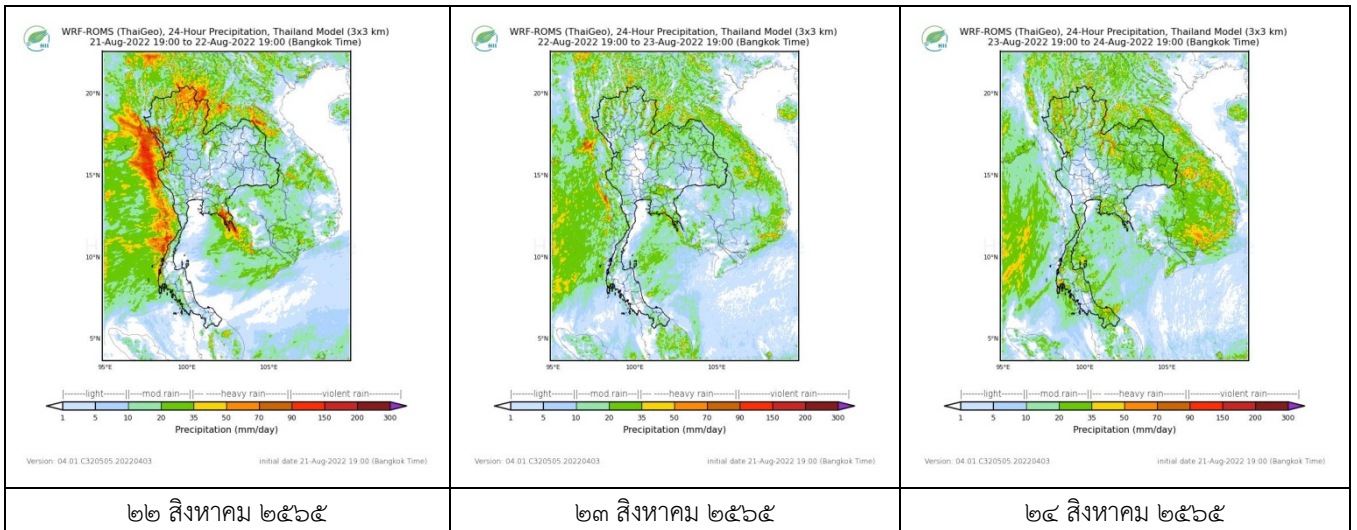 HII
WRF-ROMS (ThaiGeo), 24-Hour Precipitation, Thailand Model (3x3 km)
21-Aug-2022 19:00 to 22-Aug-2022 19:00 (Bangkok Time)
20°N
15°N
10°N
5°N
95°E 100°E 105°E
|-------light------||---mod.rain---||--- ---heavy rain----||--------violent rain------|
1 5 10 20 35 50 70 90 150 200 300
Precipitation (mm/day)
Version: 04.01.C320505.20220403 initial date 21-Aug-2022 19:00 (Bangkok Time)
๒๒ สิงหาคม ๒๕๖๕
HII
WRF-ROMS (ThaiGeo), 24-Hour Precipitation, Thailand Model (3x3 km)
22-Aug-2022 19:00 to 23-Aug-2022 19:00 (Bangkok Time)
20°N
15°N
10°N
5°N
95°E 100°E 105°E
|-------light------||---mod.rain---||--- ---heavy rain----||--------violent rain------|
1 5 10 20 35 50 70 90 150 200 300
Precipitation (mm/day)
Version: 04.01.C320505.20220403 initial date 21-Aug-2022 19:00 (Bangkok Time)
๒๓ สิงหาคม ๒๕๖๕
HII
WRF-ROMS (ThaiGeo), 24-Hour Precipitation, Thailand Model (3x3 km)
23-Aug-2022 19:00 to 24-Aug-2022 19:00 (Bangkok Time)
20°N
15°N
10°N
5°N
95°E 100°E 105°E
|-------light------||---mod.rain---||--- ---heavy rain----||--------violent rain------|
1 5 10 20 35 50 70 90 150 200 300
Precipitation (mm/day)
Version: 04.01.C320505.20220403 initial date 21-Aug-2022 19:00 (Bangkok Time)
๒๔ สิงหาคม ๒๕๖๕